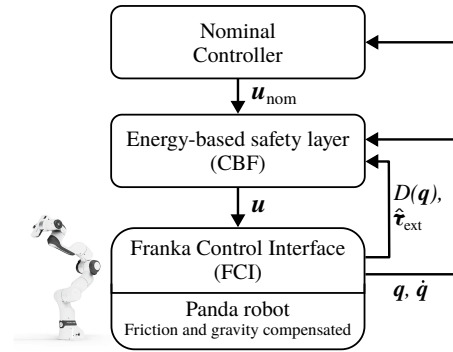 Nominal
Controller
u_nom
Energy-based safety layer
(CBF)
D(q),
τ̂_ext
u
Franka Control Interface
(FCI)
q, q̇
Panda robot
Friction and gravity compensated